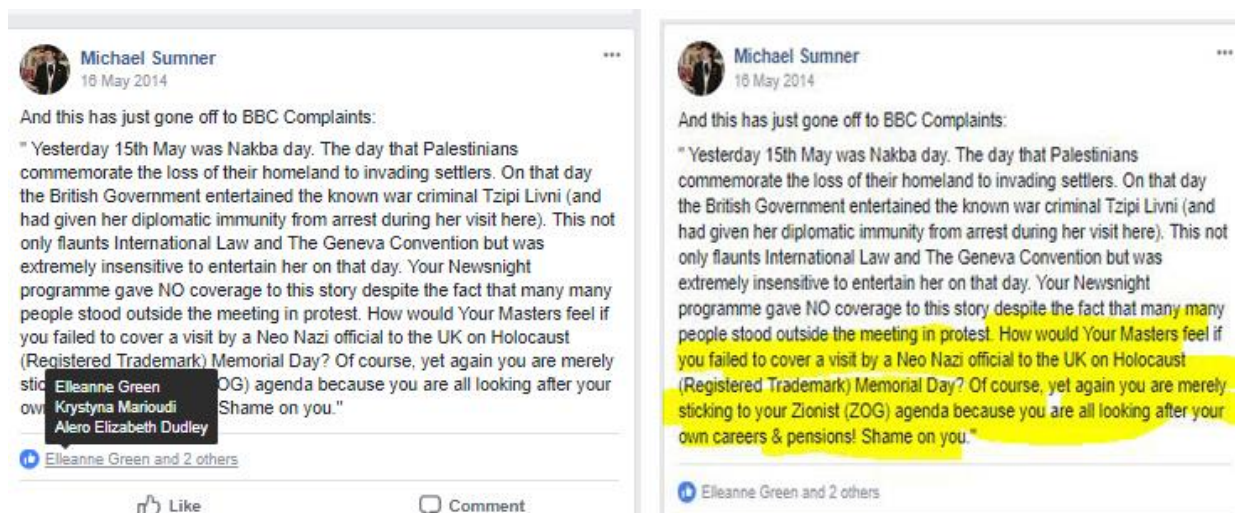 Michael Sumner
16 May 2014
And this has just gone off to BBC Complaints:
" Yesterday 15th May was Nakba day. The day that Palestinians
commemorate the loss of their homeland to invading settlers. On that day
the British Government entertained the known war criminal Tzipi Livni (and
had given her diplomatic immunity from arrest during her visit here). This not
only flaunts International Law and The Geneva Convention but was
extremely insensitive to entertain her on that day. Your Newsnight
programme gave NO coverage to this story despite the fact that many many
people stood outside the meeting in protest. How would Your Masters feel if
you failed to cover a visit by a Neo Nazi official to the UK on Holocaust
(Registered Trademark) Memorial Day? Of course, yet again you are merely
stic OG) agenda because you are all looking after your
ow Shame on you."
Elleanne Green
Krystyna Marioudi
Alero Elizabeth Dudley
Elleanne Green and 2 others
Like Comment
Michael Sumner
16 May 2014
And this has just gone off to BBC Complaints:
" Yesterday 15th May was Nakba day. The day that Palestinians
commemorate the loss of their homeland to invading settlers. On that day
the British Government entertained the known war criminal Tzipi Livni (and
had given her diplomatic immunity from arrest during her visit here). This not
only flaunts International Law and The Geneva Convention but was
extremely insensitive to entertain her on that day. Your Newsnight
programme gave NO coverage to this story despite the fact that many many
people stood outside the meeting in protest. How would Your Masters feel if
you failed to cover a visit by a Neo Nazi official to the UK on Holocaust
(Registered Trademark) Memorial Day? Of course, yet again you are merely
sticking to your Zionist (ZOG) agenda because you are all looking after your
own careers & pensions! Shame on you."
Elleanne Green and 2 others